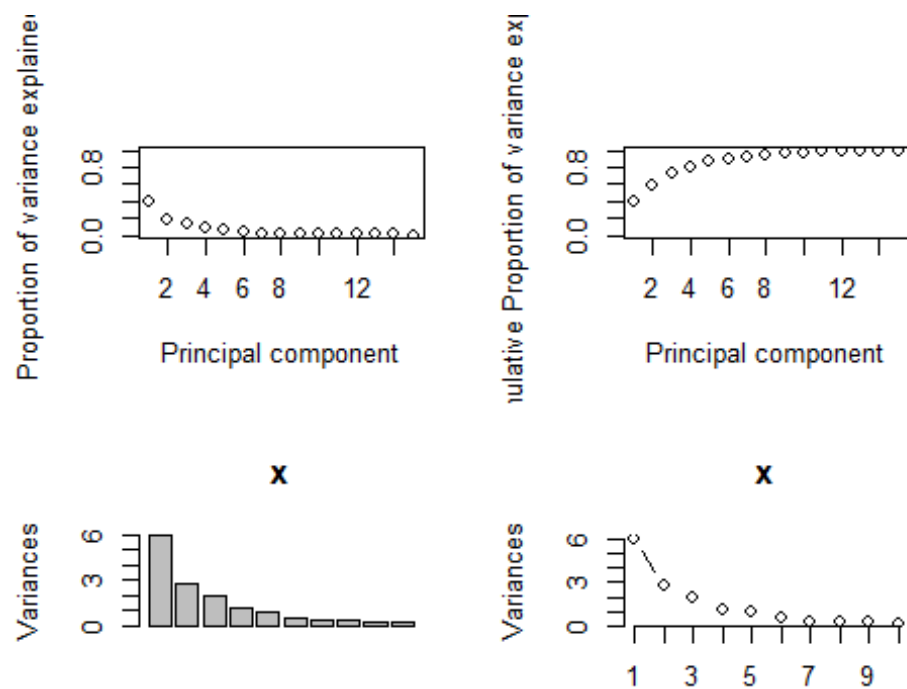 Proportion of variance explaine
0.0 0.8
2 4 6 8 12
Principal component
nulative Proportion of variance exp
0.0 0.8
2 4 6 8 12
Principal component
x
Variances
0 3 6
x
Variances
0 3 6
1 3 5 7 9